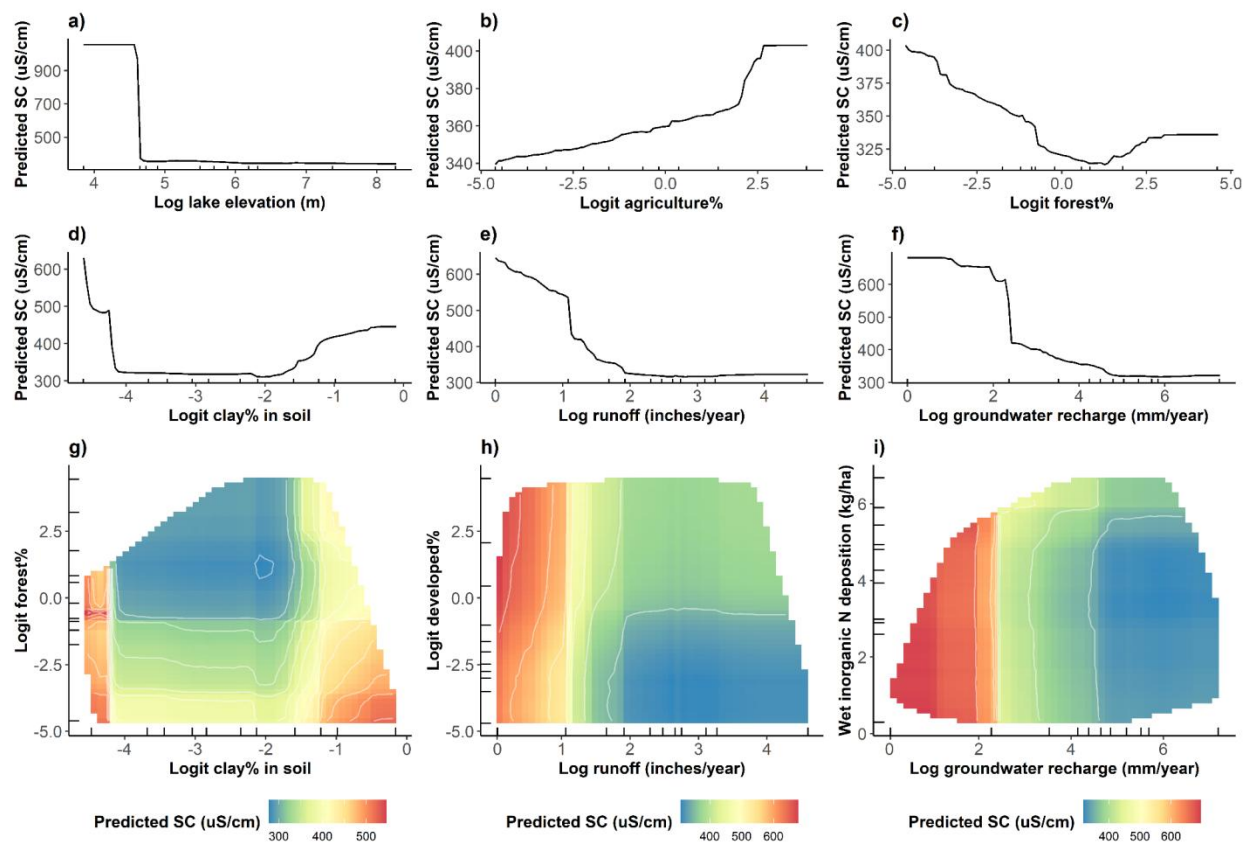 a)
Predicted SC (uS/cm)
900
700
500
4 5 6 7 8
Log lake elevation (m)
b)
Predicted SC (uS/cm)
400
380
360
340
-5.0 -2.5 0.0 2.5
Logit agriculture%
c)
Predicted SC (uS/cm)
400
375
350
325
-5.0 -2.5 0.0 2.5 5.0
Logit forest%
d)
Predicted SC (uS/cm)
600
500
400
300
-4 -3 -2 -1 0
Logit clay% in soil
e)
Predicted SC (uS/cm)
600
500
400
300
0 1 2 3 4
Log runoff (inches/year)
f)
Predicted SC (uS/cm)
600
500
400
300
0 2 4 6
Log groundwater recharge (mm/year)
g)
Logit forest%
2.5
0.0
-2.5
-5.0
-4 -3 -2 -1 0
Logit clay% in soil
Predicted SC (uS/cm)
300 400 500
h)
Logit developed%
2.5
0.0
-2.5
-5.0
0 1 2 3 4
Log runoff (inches/year)
Predicted SC (uS/cm)
400 500 600
i)
Wet inorganic N deposition (kg/ha)
6
4
2
0
0 2 4 6
Log groundwater recharge (mm/year)
Predicted SC (uS/cm)
400 500 600